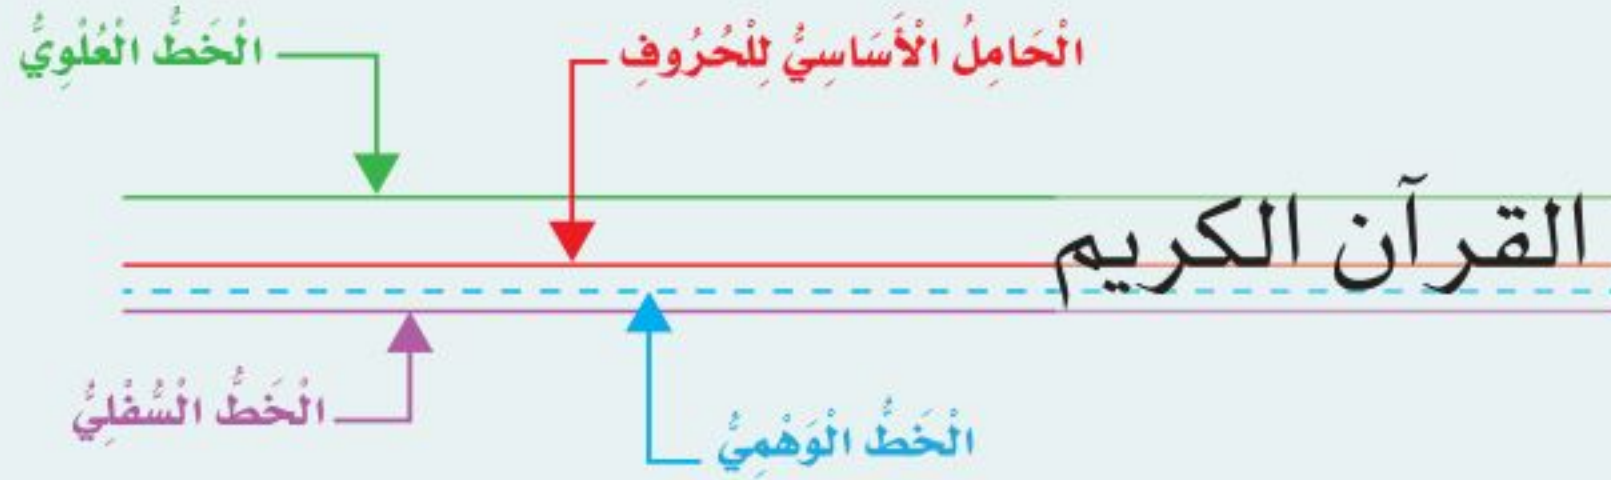 الْحَامِلُ الْأَسَاسِيُّ لِلْحُرُوفِ
الْخَطُّ الْعُلْوِيُّ
القرآن الكريم
الْخَطُّ السُّفْلِيُّ
الْخَطُّ الْوَهْمِيُّ